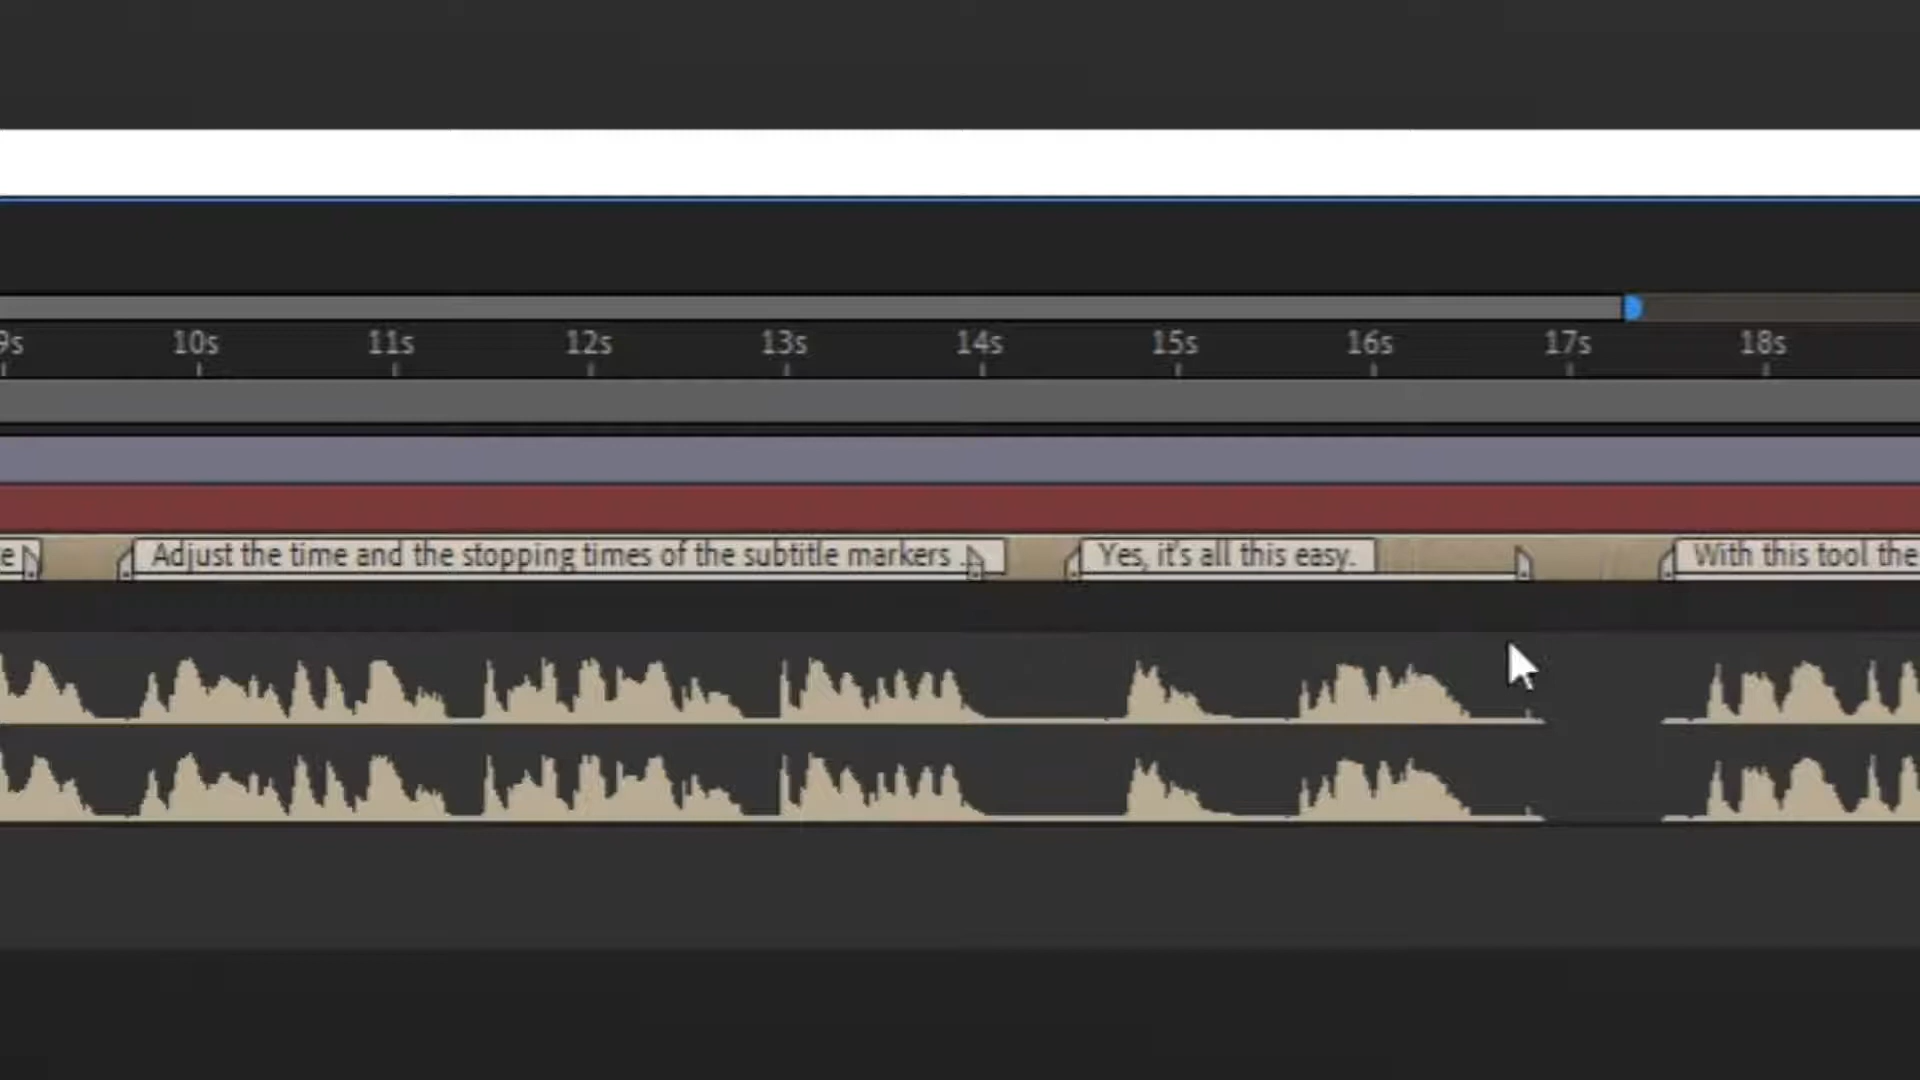 9s 10s 11s 12s 13s 14s 15s 16s 17s 18s
e Adjust the time and the stopping times of the subtitle markers . Yes, it's all this easy. With this tool the